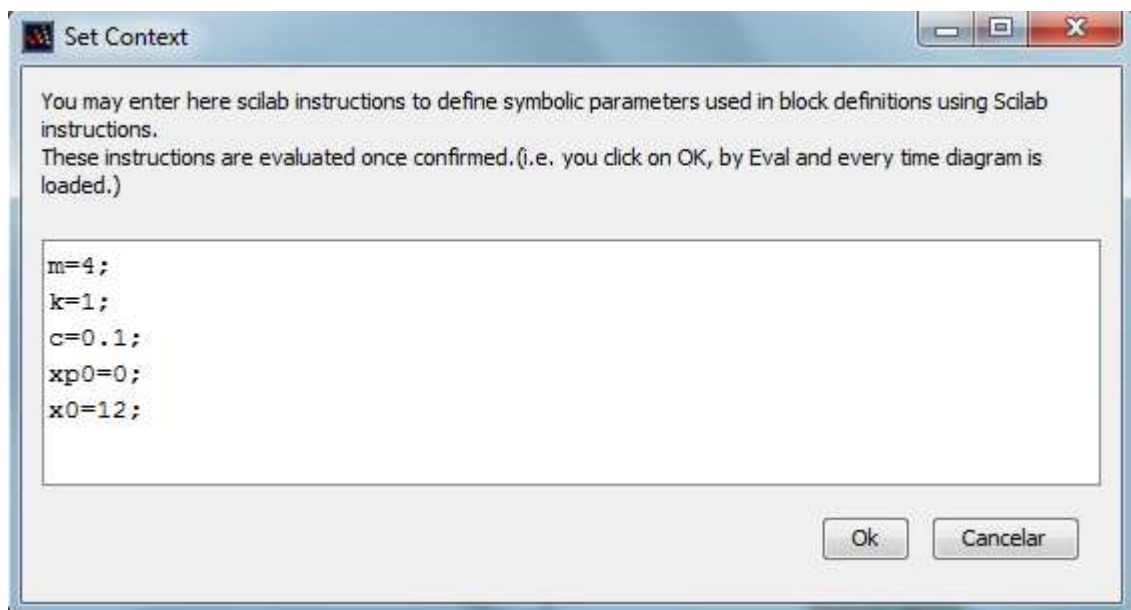 Set Context
You may enter here scilab instructions to define symbolic parameters used in block definitions using Scilab
instructions.
These instructions are evaluated once confirmed.(i.e. you click on OK, by Eval and every time diagram is
loaded.)
m=4;
k=1;
c=0.1;
xp0=0;
x0=12;
Ok Cancelar